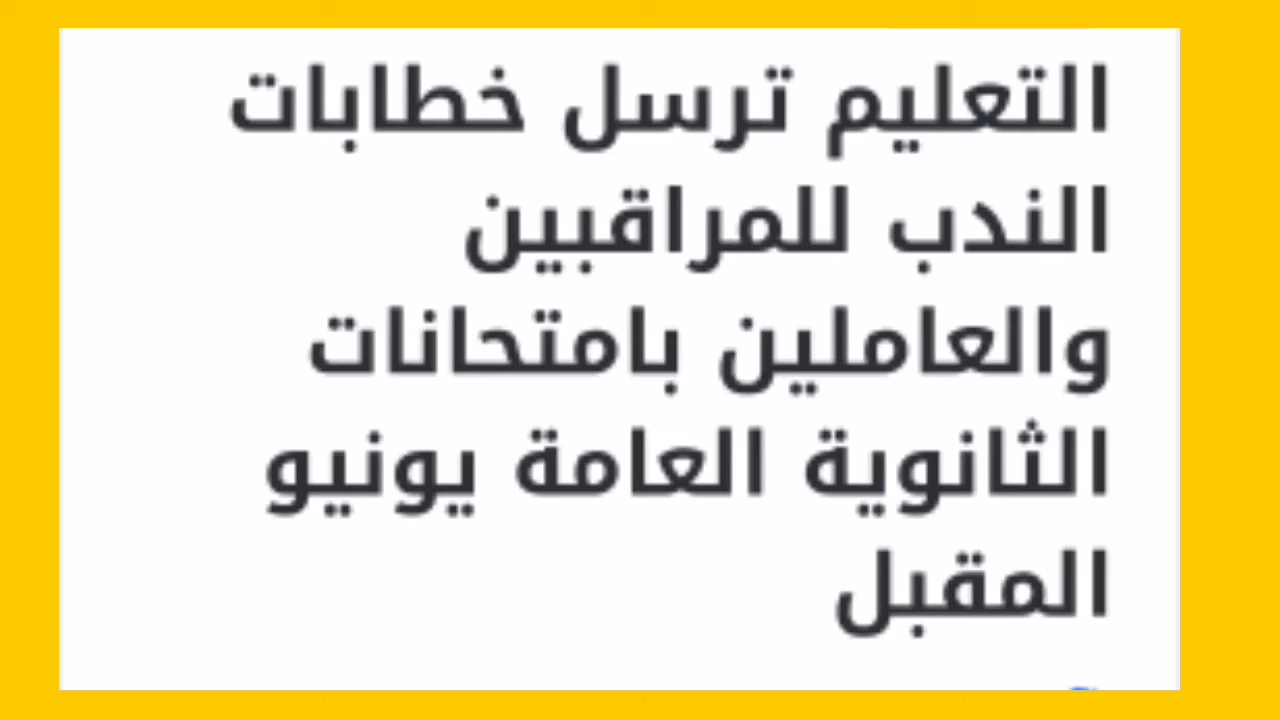 التعليم ترسل خطابات
الندب للمراقبين
والعاملين بامتحانات
الثانوية العامة يونيو
المقبل